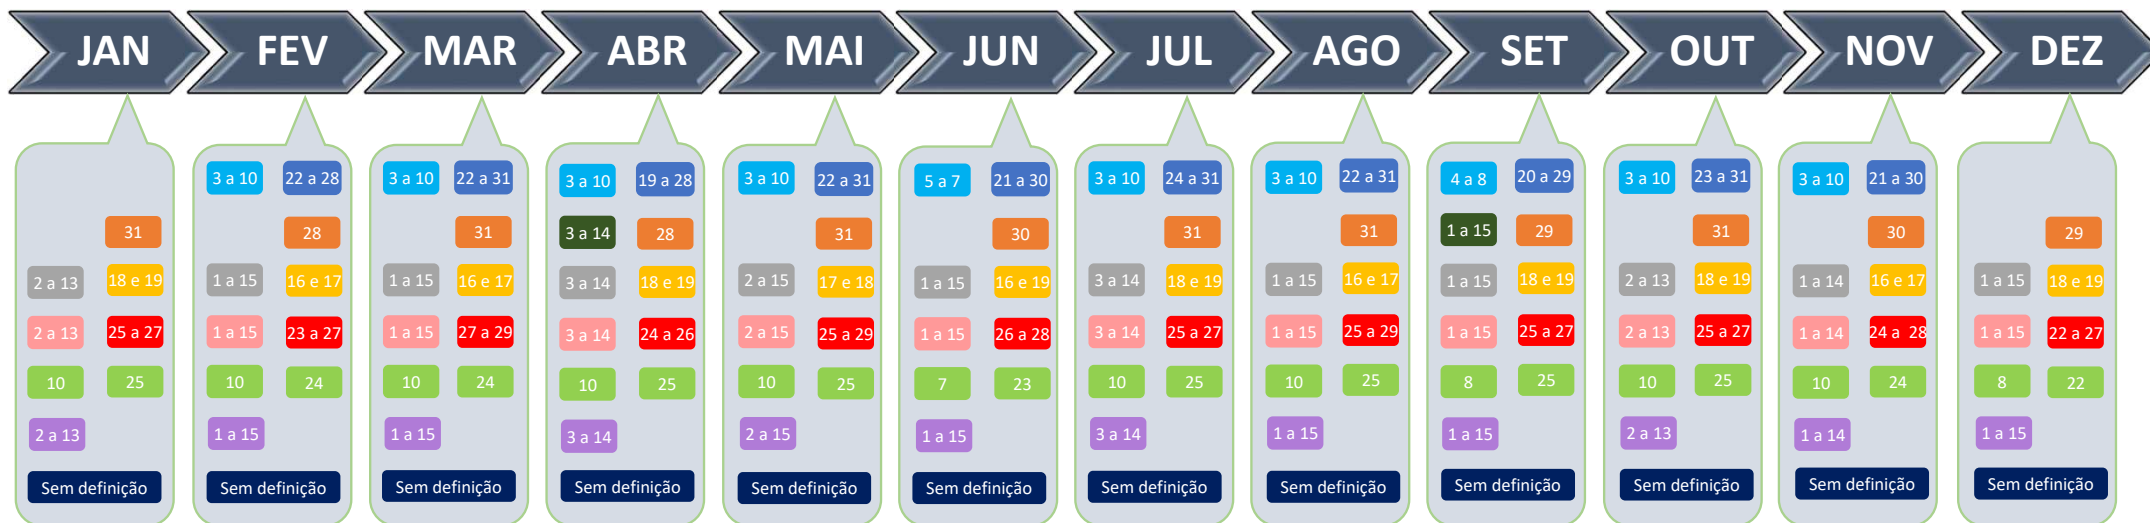 JAN FEV MAR ABR MAI JUN JUL AGO SET OUT NOV DEZ
3 a 10 22 a 28 3 a 10 22 a 31 3 a 10 19 a 28 3 a 10 22 a 31 5 a 7 21 a 30 3 a 10 24 a 31 3 a 10 22 a 31 4 a 8 20 a 29 3 a 10 23 a 31 3 a 10 21 a 30
31 28 31 3 a 14 28 31 30 31 31 1 a 15 29 31 30 29
2 a 13 18 e 19 1 a 15 16 e 17 1 a 15 16 e 17 3 a 14 18 e 19 2 a 15 17 e 18 1 a 15 16 e 19 3 a 14 18 e 19 1 a 15 16 e 17 1 a 15 18 e 19 2 a 13 18 e 19 1 a 14 16 e 17 1 a 15 18 e 19
2 a 13 25 a 27 1 a 15 23 a 27 1 a 15 27 a 29 3 a 14 24 a 26 2 a 15 25 a 29 1 a 15 26 a 28 3 a 14 25 a 27 1 a 15 25 a 29 1 a 15 25 a 27 2 a 13 25 a 27 1 a 14 24 a 28 1 a 15 22 a 27
10 25 10 24 10 24 10 25 10 25 7 23 10 25 10 25 8 25 10 25 10 24 8 22
2 a 13 1 a 15 1 a 15 3 a 14 2 a 15 1 a 15 3 a 14 1 a 15 1 a 15 2 a 13 1 a 14 1 a 15
Sem definição Sem definição Sem definição Sem definição Sem definição Sem definição Sem definição Sem definição Sem definição Sem definição Sem definição Sem definição